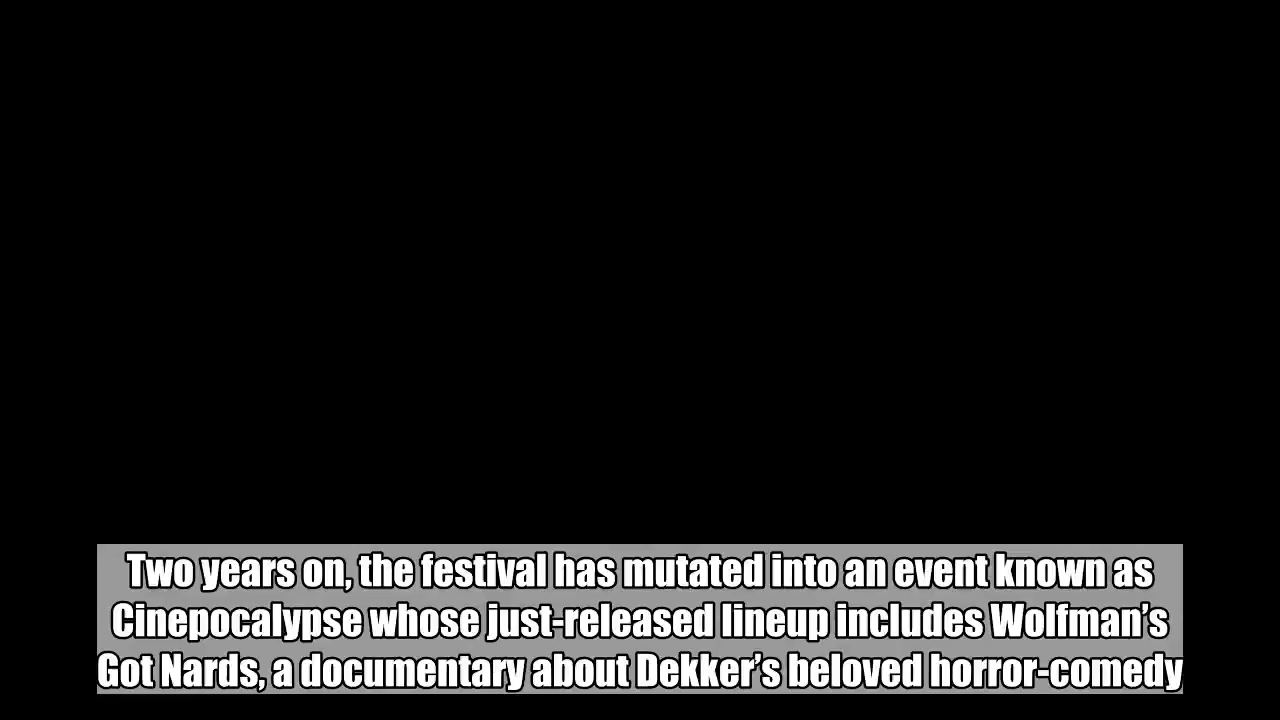 Two years on, the festival has mutated into an event known as
Cinepocalypse whose just-released lineup includes Wolfman’s
Got Nards, a documentary about Dekker’s beloved horror-comedy